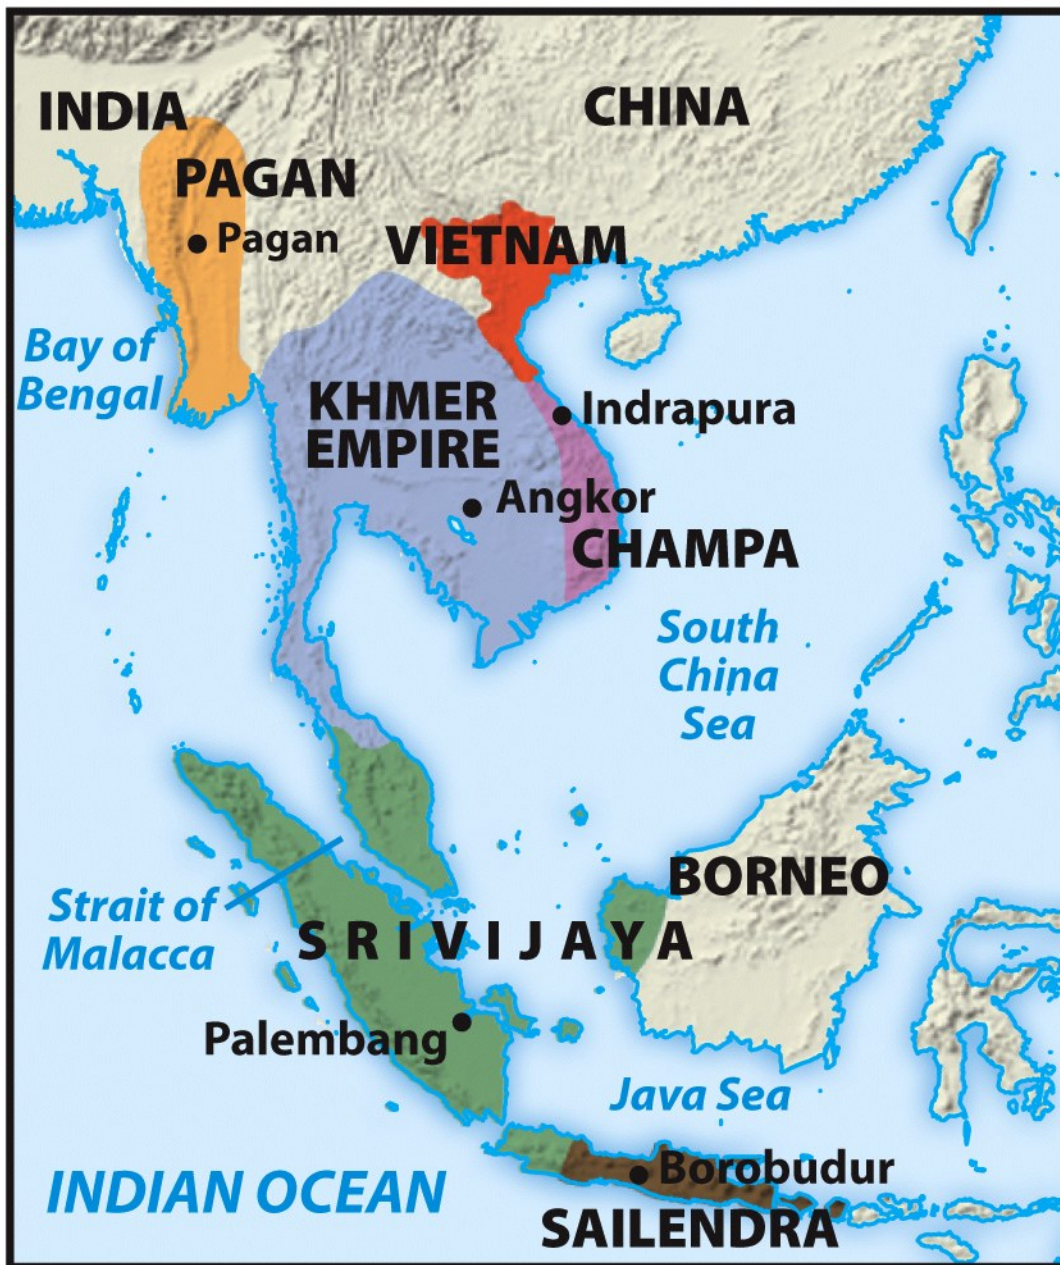 INDIA
CHINA
PAGAN
Pagan
VIETNAM
Bay of
Bengal
KHMER
EMPIRE
Indrapura
Angkor
CHAMPA
South
China
Sea
BORNEO
Strait of
Malacca
SRIVIJAYA
Palembang
Java Sea
Borobudur
INDIAN OCEAN
SAILENDRA